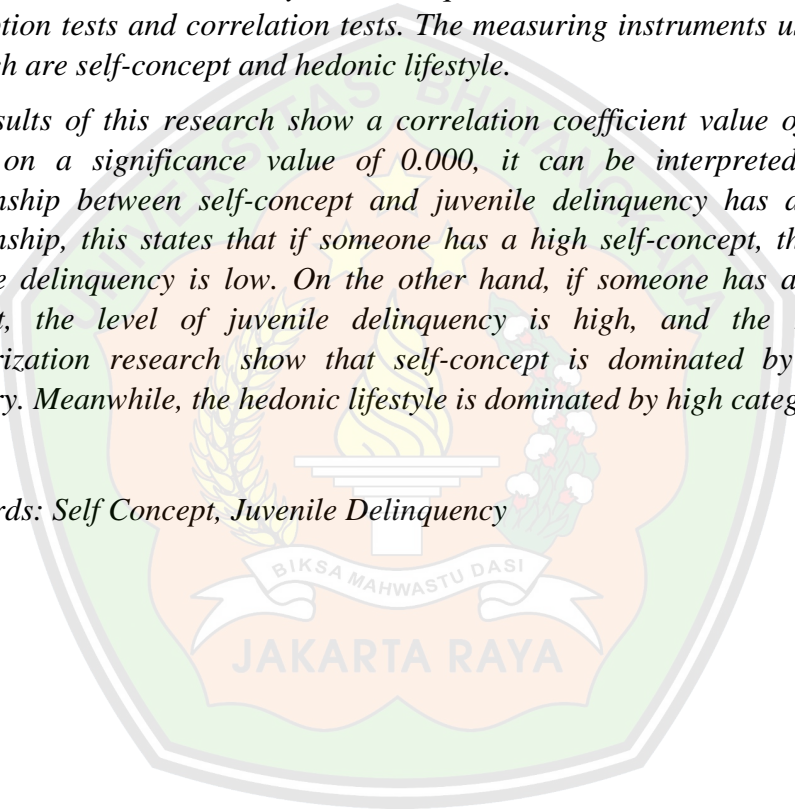 ption tests and correlation tests. The measuring instruments u
h are self-concept and hedonic lifestyle.
sults of this research show a correlation coefficient value o
on a significance value of 0.000, it can be interpreted
nship between self-concept and juvenile delinquency has a
nship, this states that if someone has a high self-concept, th
e delinquency is low. On the other hand, if someone has a
t, the level of juvenile delinquency is high, and the
rization research show that self-concept is dominated by
ry. Meanwhile, the hedonic lifestyle is dominated by high categ
rds: Self Concept, Juvenile Delinquency
UNIVERSITAS BHAYANGKARA
BIKSA MAHWASTU DASI
JAKARTA RAYA